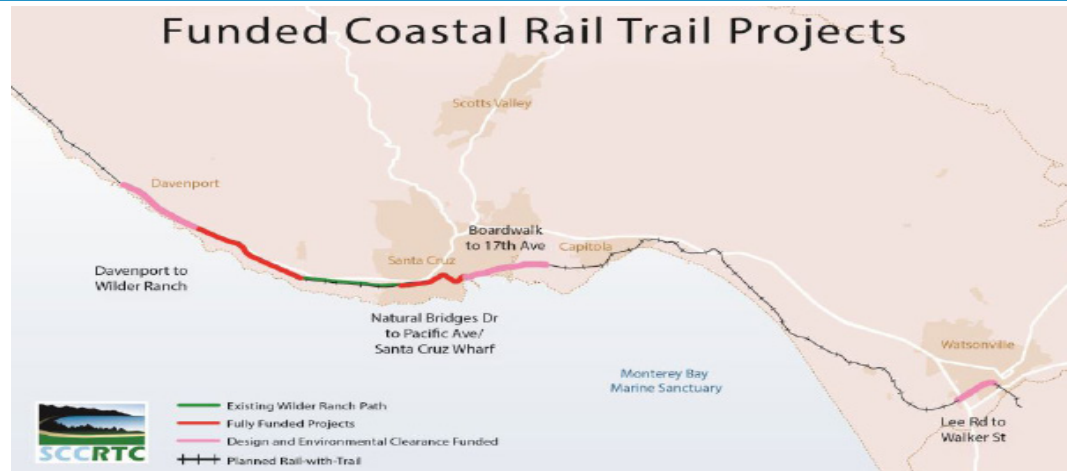 Funded Coastal Rail Trail Projects
Scotts Valley
Davenport
Boardwalk
to 17th Ave
Capitola
Santa Cruz
Davenport to
Wilder Ranch
Natural Bridges Dr
to Pacific Ave/
Santa Cruz Wharf
Watsonville
Monterey Bay
Marine Sanctuary
Lee Rd to
Walker St
Existing Wilder Ranch Path
Fully Funded Projects
Design and Environmental Clearance Funded
Planned Rail-with-Trail
SCCRTC